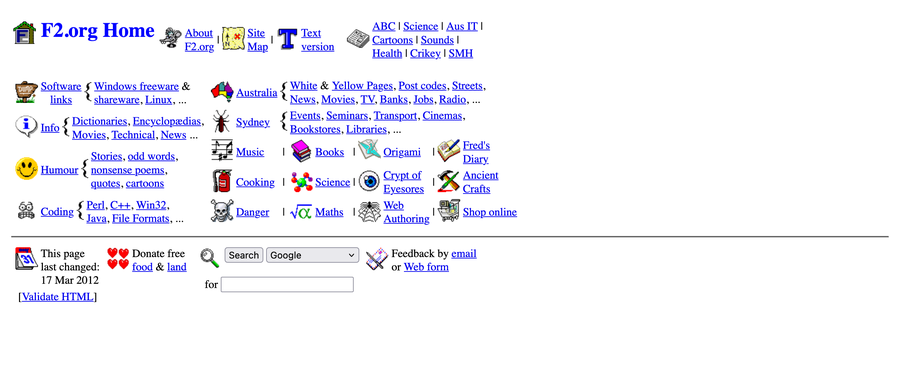 F2.org Home
About F2.org |
Site Map |
Text version
ABC | Science | Aus IT |
Cartoons | Sounds |
Health | Crikey | SMH
Software links { Windows freeware & shareware, Linux, ...
Australia { White & Yellow Pages, Post codes, Streets,
News, Movies, TV, Banks, Jobs, Radio, ...
Info { Dictionaries, Encyclopædias,
Movies, Technical, News ...
Sydney { Events, Seminars, Transport, Cinemas,
Bookstores, Libraries, ...
Humour { Stories, odd words,
nonsense poems,
quotes, cartoons
Music | Books | Origami | Fred's Diary
Cooking | Science | Crypt of Eyesores | Ancient Crafts
Coding { Perl, C++, Win32,
Java, File Formats, ...
Danger | Maths | Web Authoring | Shop online
31
This page
last changed:
17 Mar 2012
[Validate HTML]
Donate free
food & land
Search Google
for
Feedback by email
or Web form